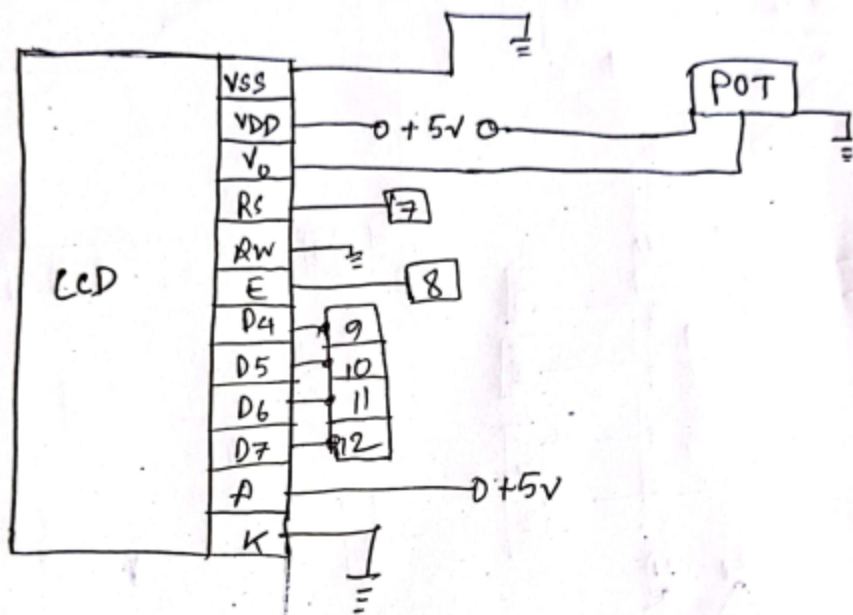 VSS
POT
VDD +5V
V0
RS 7
RW
LCD
E 8
D4 9
D5 10
D6 11
D7 12
A +5V
K